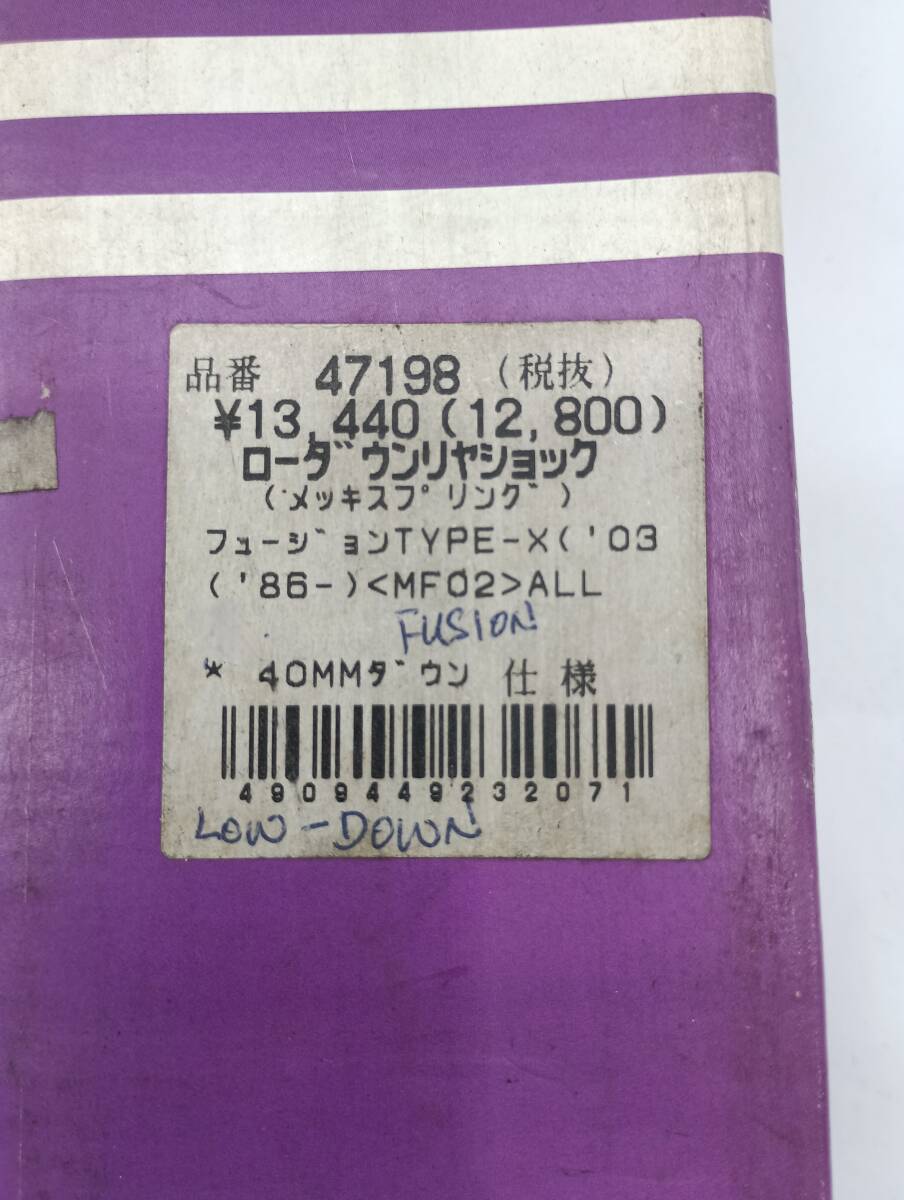 品番 47198 (税抜)
¥13,440(12,800)
ローダウンリヤショック
(メッキスプリング)
フュージョンTYPE-X('03
('86-)<MF02>ALL
FUSION
* 40MMダウン 仕様
4909449232071
LOW-DOWN